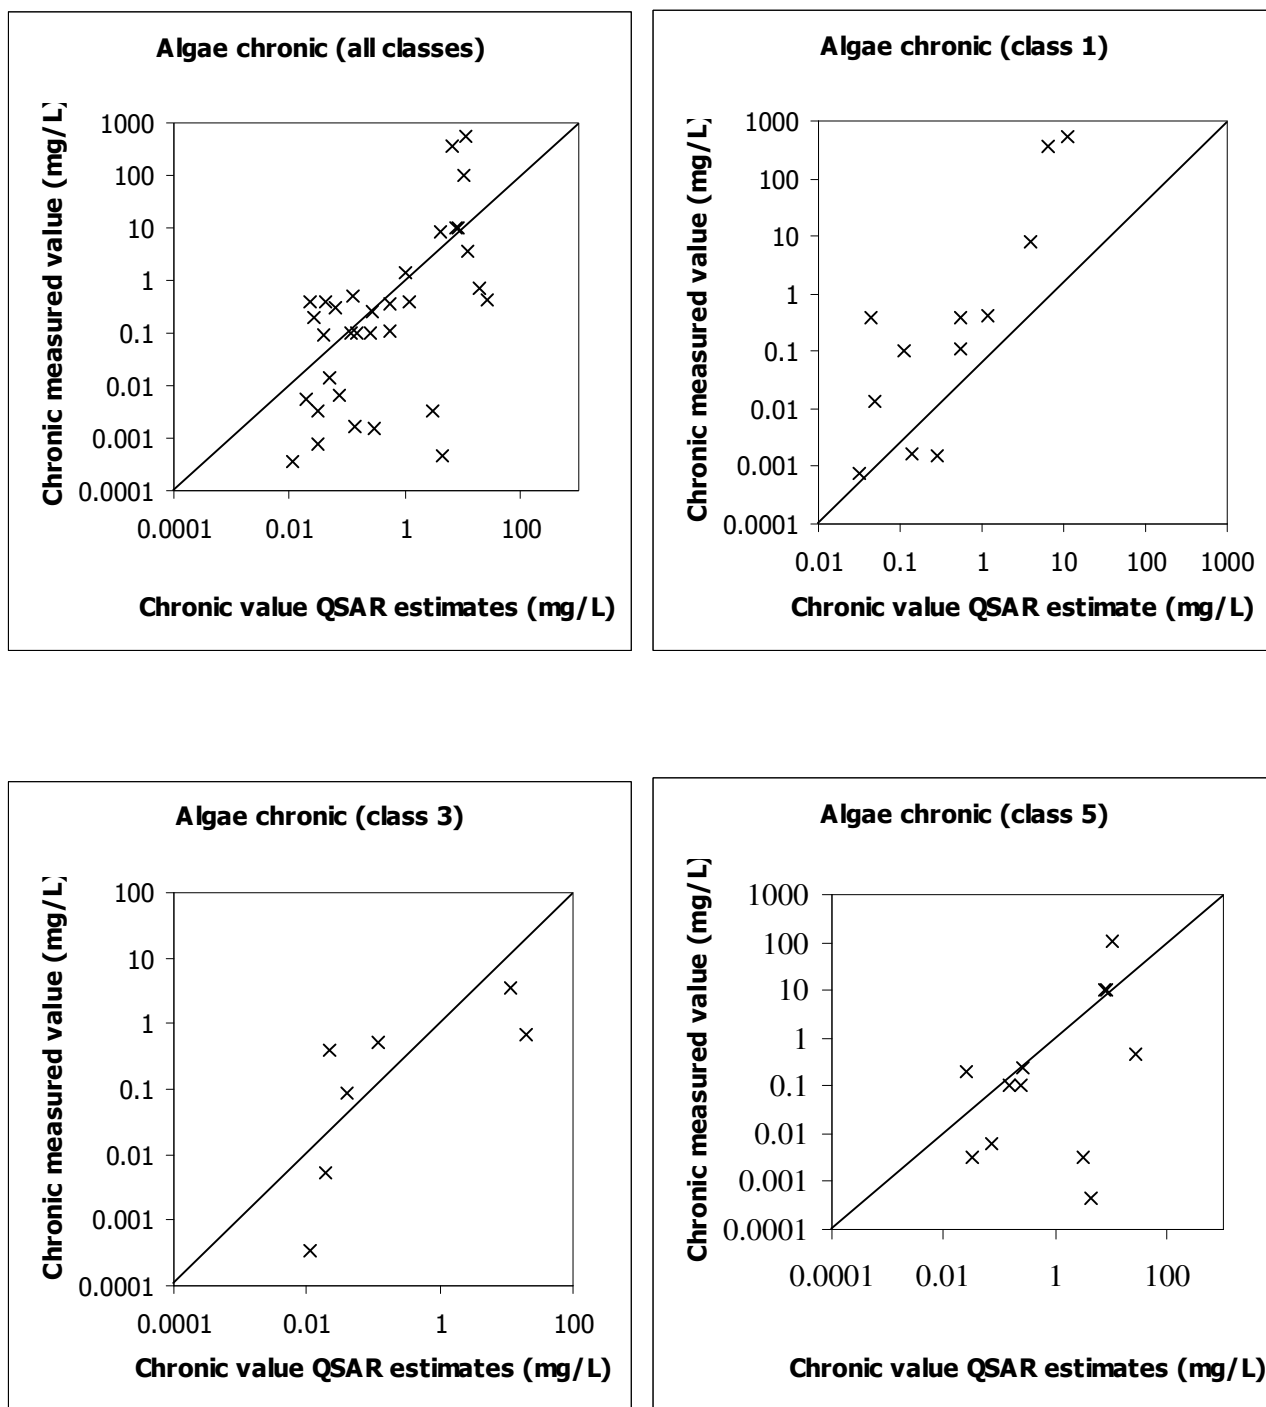 Algae chronic (all classes)
Chronic measured value (mg/L)
1000
100
10
1
0.1
0.01
0.001
0.0001
0.0001 0.01 1 100
Chronic value QSAR estimates (mg/L)
Algae chronic (class 1)
Chronic measured value (mg/L)
1000
100
10
1
0.1
0.01
0.001
0.0001
0.01 0.1 1 10 100 1000
Chronic value QSAR estimate (mg/L)
Algae chronic (class 3)
Chronic measured value (mg/L)
100
10
1
0.1
0.01
0.001
0.0001
0.0001 0.01 1 100
Chronic value QSAR estimates (mg/L)
Algae chronic (class 5)
Chronic measured value (mg/L)
1000
100
10
1
0.1
0.01
0.001
0.0001
0.0001 0.01 1 100
Chronic value QSAR estimates (mg/L)